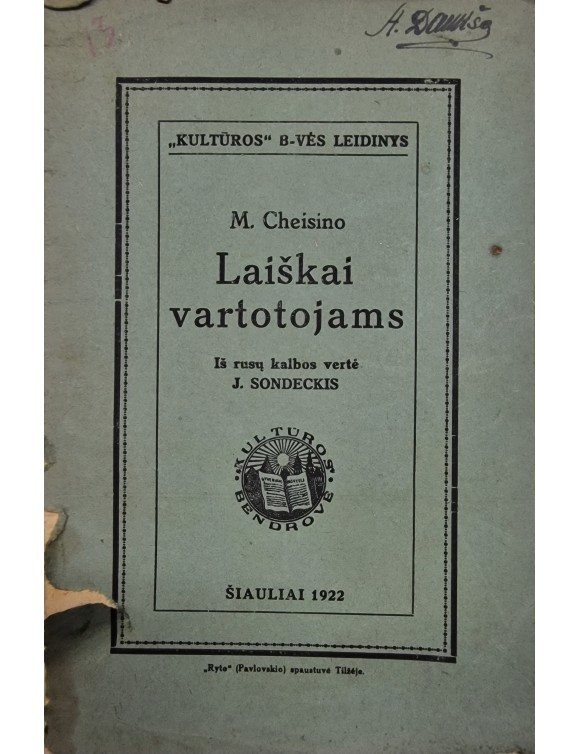 „KULTŪROS“ B-VĖS LEIDINYS
M. Cheisino
Laiškai
vartotojams
Iš rusų kalbos vertė
J. SONDECKIS
KULTŪROS
BENDROVĖ
ŠIAULIAI 1922
„Ryto“ (Pavlovskio) spaustuvė Tilžėje.